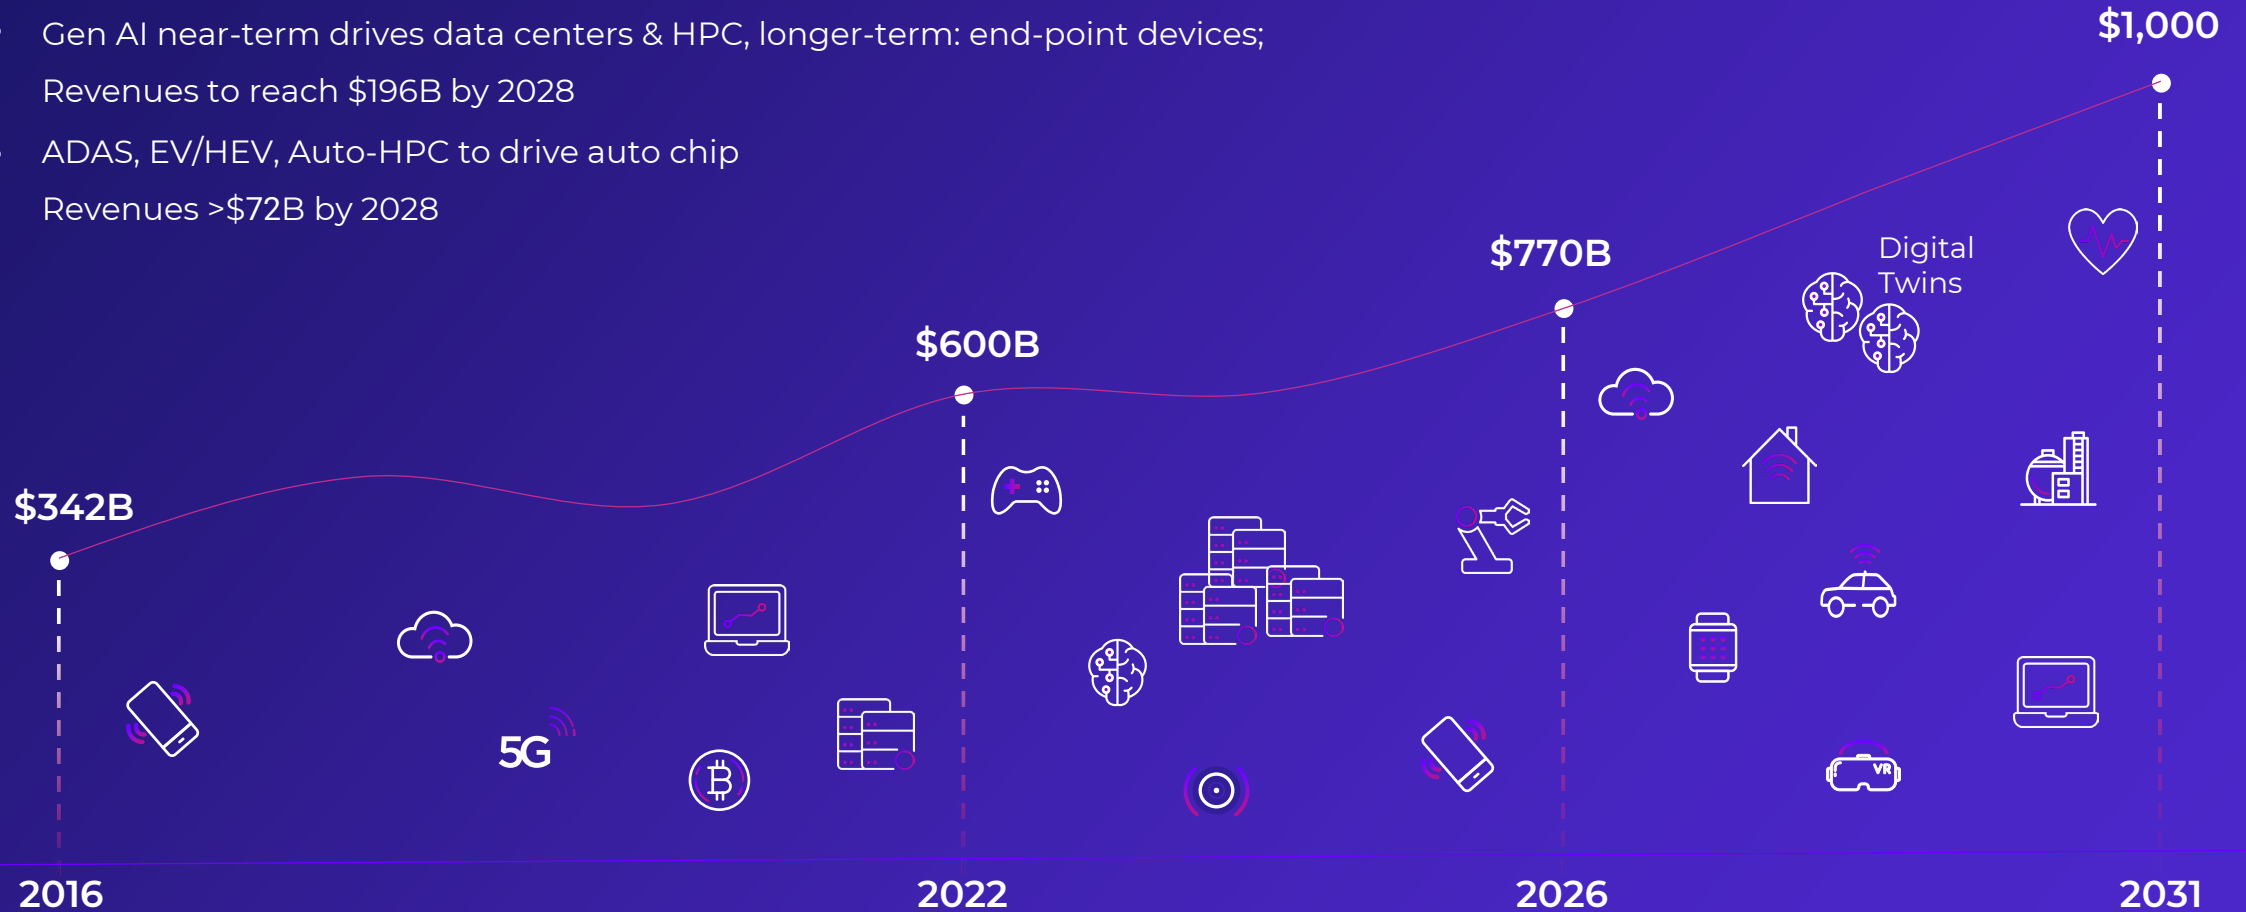 Gen AI near-term drives data centers & HPC, longer-term: end-point devices;
Revenues to reach $196B by 2028
ADAS, EV/HEV, Auto-HPC to drive auto chip
Revenues >$72B by 2028
$1,000
$770B
Digital
Twins
$600B
$342B
5G
VR
2016
2022
2026
2031